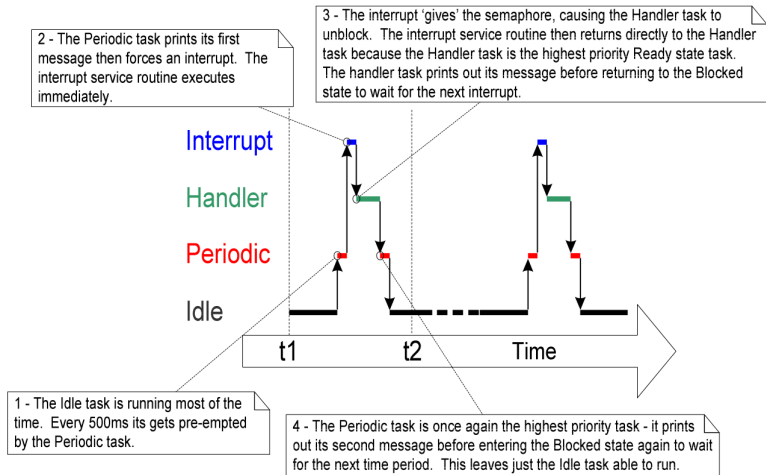 3 - The interrupt ‘gives’ the semaphore, causing the Handler task to
unblock.  The interrupt service routine then returns directly to the Handler
task because the Handler task is the highest priority Ready state task.
The handler task prints out its message before returning to the Blocked
state to wait for the next interrupt.
2 - The Periodic task prints its first
message then forces an interrupt.  The
interrupt service routine executes
immediately.
Interrupt
Handler
Periodic
Idle
t1 t2 Time
1 - The Idle task is running most of the
time.  Every 500ms its gets pre-empted
by the Periodic task.
4 - The Periodic task is once again the highest priority task - it prints
out its second message before entering the Blocked state again to wait
for the next time period.  This leaves just the Idle task able to run.